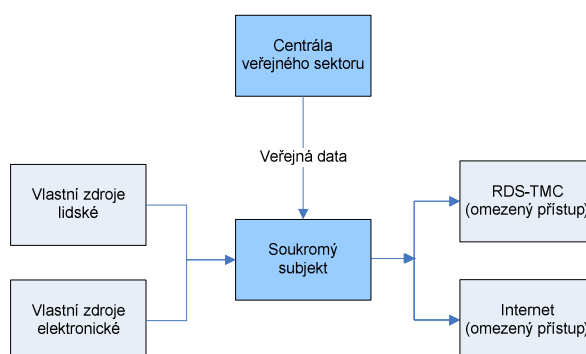 Centrála
veřejného sektoru
Veřejná data
Vlastní zdroje
lidské
Soukromý
subjekt
RDS-TMC
(omezený přístup)
Vlastní zdroje
elektronické
Internet
(omezený přístup)